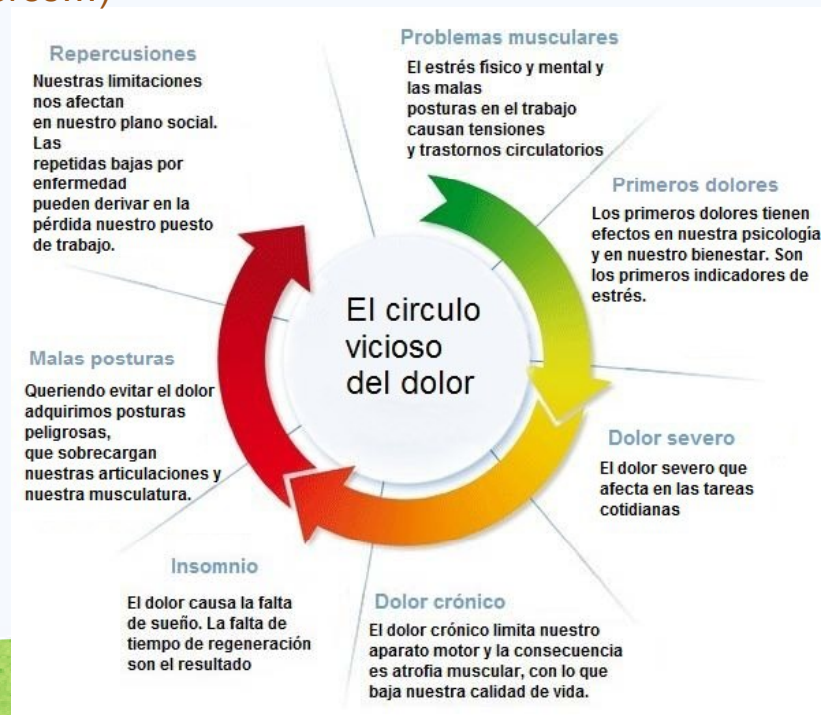 Problemas musculares
El estrés físico y mental y
las malas
posturas en el trabajo
causan tensiones
y trastornos circulatorios
Primeros dolores
Los primeros dolores tienen
efectos en nuestra psicología
y en nuestro bienestar. Son
los primeros indicadores de
estrés.
Dolor severo
El dolor severo que
afecta en las tareas
cotidianas
Dolor crónico
El dolor crónico limita nuestro
aparato motor y la consecuencia
es atrofia muscular, con lo que
baja nuestra calidad de vida.
Insomnio
El dolor causa la falta
de sueño. La falta de
tiempo de regeneración
son el resultado
Malas posturas
Queriendo evitar el dolor
adquirimos posturas
peligrosas,
que sobrecargan
nuestras articulaciones y
nuestra musculatura.
Repercusiones
Nuestras limitaciones
nos afectan
en nuestro plano social.
Las
repetidas bajas por
enfermedad
pueden derivar en la
pérdida nuestro puesto
de trabajo.
El circulo
vicioso
del dolor